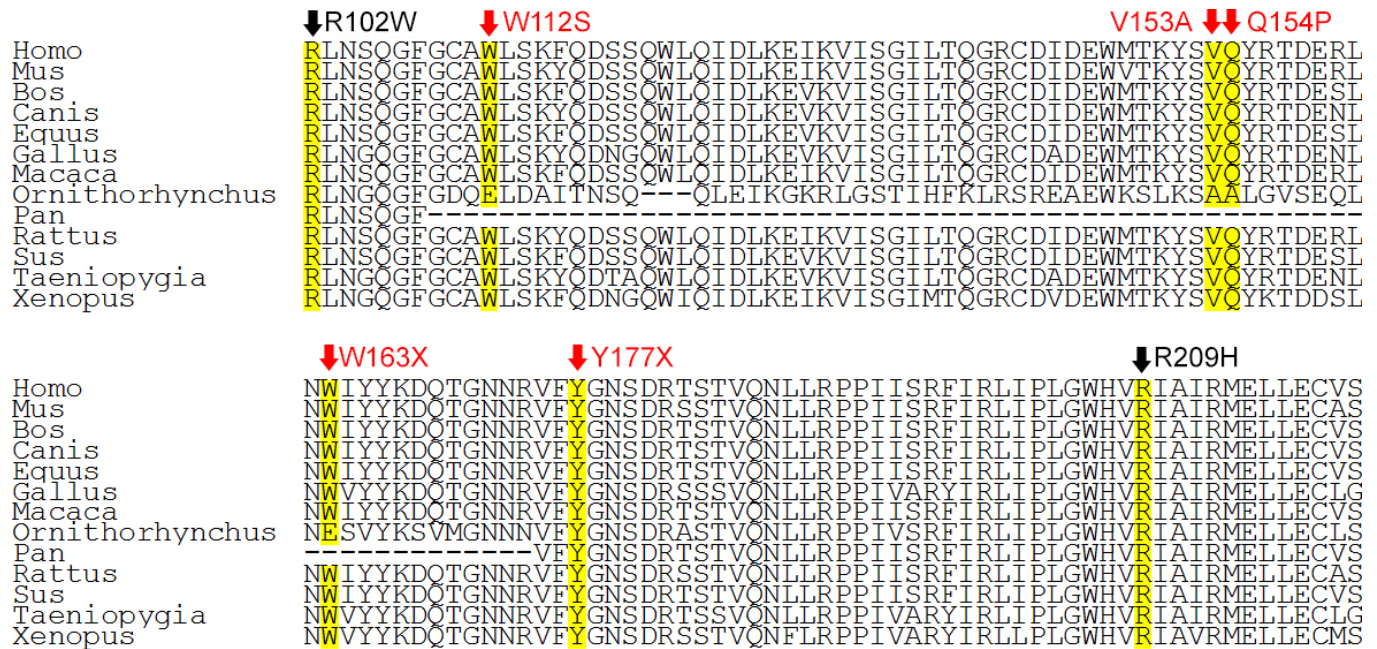 R102W W112S V153A Q154P
Homo RLNSQGFGCAWLSKFQDSSQWLQIDLKEIKVISGILTQGRCDIDEWMTKYSVQYRTDERL
Mus RLNSQGFGCAWLSKYQDSSQWLQIDLKEIKVISGILTQGRCDIDEWVTKYSVQYRTDERL
Bos RLNSQGFGCAWLSKFQDSSQWLQIDLKEVKVISGILTQGRCDIDEWMTKYSVQYRTDESL
Canis RLNSQGFGCAWLSKFQDSSQWLQIDLKEVKVISGILTQGRCDIDEWMTKYSVQYRTDENL
Equus RLNSQGFGCAWLSKFQDSSQWLQIDLKEVKVISGILTQGRCDIDEWMTKYSVQYRTDESL
Gallus RLNGQGFGCAWLSKYQDNGQWLQIDLKEVKVISGILTQGRCDADEWMTKYSVQYRTDENL
Macaca RLNSQGFGCAWLSKFQDSSQWLQIDLKEIKVISGILTQGRCDIDEWMTKYSVQYRTDERL
Ornithorhynchus RLNGQGFGDQELDAITNSQ---QLEIKGKRLGSTIHFKLRSREAEWKSLKSAALGVSEQL
Pan RLNSQGF-----------------------------------------------------
Rattus RLNSQGFGCAWLSKYQDSSQWLQIDLKEIKVISGILTQGRCDIDEWMTKYSVQYRTDERL
Sus RLNSQGFGCAWLSKFQDSSQWLQIDLKEVKVISGILTQGRCDIDEWMTKYSVQYRTDESL
Taeniopygia RLNGQGFGCAWLSKYQDTAQWLQIDLKEVKVISGILTQGRCDADEWMTKYSVQYRTDENL
Xenopus RLNGQGFGCAWLSKFQDNGQWIQIDLKEIKVISGIMTQGRCDVDEWMTKYSVQYKTDDSL
W163X Y177X R209H
Homo NWIYYKDQTGNNRVFYGNSDRTSTVQNLLRPPIISRFIRLIPLGWHVRIAIRMELLECVS
Mus NWIYYKDQTGNNRVFYGNSDRSSTVQNLLRPPIISRFIRLIPLGWHVRIAIRMELLECAS
Bos NWIYYKDQTGNNRVFYGNSDRTSTVQNLLRPPIISRFIRLIPLGWHVRIAIRMELLECVS
Canis NWIYYKDQTGNNRVFYGNSDRTSTVQNLLRPPIISRFIRLIPLGWHVRIAIRMELLECVS
Equus NWIYYKDQTGNNRVFYGNSDRTSTVQNLLRPPIISRFIRLIPLGWHVRIAIRMELLECVS
Gallus NWVYYKDQTGNNRVFYGNSDRSSSVQNLLRPPIVARYIRLIPLGWHVRIAIRMELLECLG
Macaca NWIYYKDQTGNNRVFYGNSDRTSTVQNLLRPPIISRFIRLIPLGWHVRIAIRMELLECVS
Ornithorhynchus NESVYKSVMGNNNVFYGNSDRASTVQNLLRPPIVSRFIRLIPLGWHVRIAIRMELLECLS
Pan -------------VFYGNSDRTSTVQNLLRPPIISRFIRLIPLGWHVRIAIRMELLECVS
Rattus NWIYYKDQTGNNRVFYGNSDRSSTVQNLLRPPIISRFIRLIPLGWHVRIAIRMELLECAS
Sus NWIYYKDQTGNNRVFYGNSDRTSTVQNLLRPPIISRFIRLIPLGWHVRIAIRMELLECVS
Taeniopygia NWVYYKDQTGNNRVFYGNSDRTSSVQNLLRPPIVARYIRLIPLGWHVRIAIRMELLECLG
Xenopus NWVYYKDQTGNNRVFYGNSDRSSTVQNFLRPPIVARYIRLLPLGWHVRIAVRMELLECMS